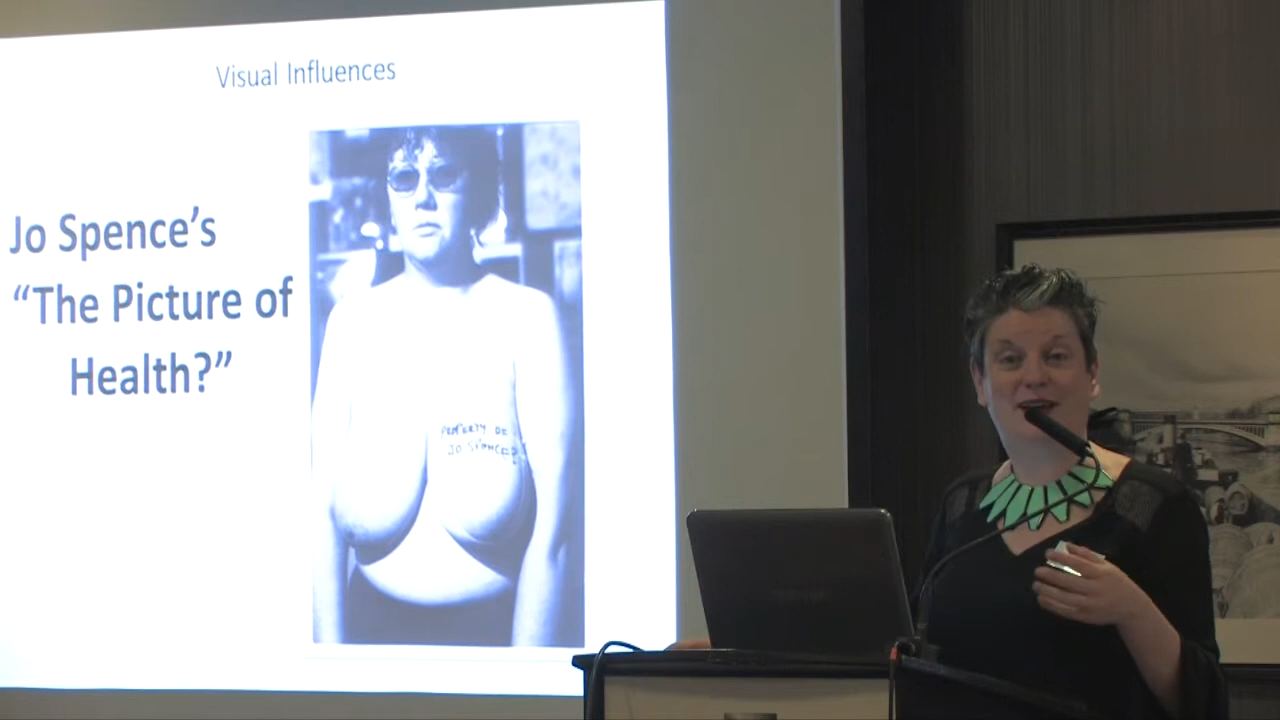 Visual Influences
Jo Spence's
"The Picture of
Health?"
PROPERTY OF
JO SPENCE